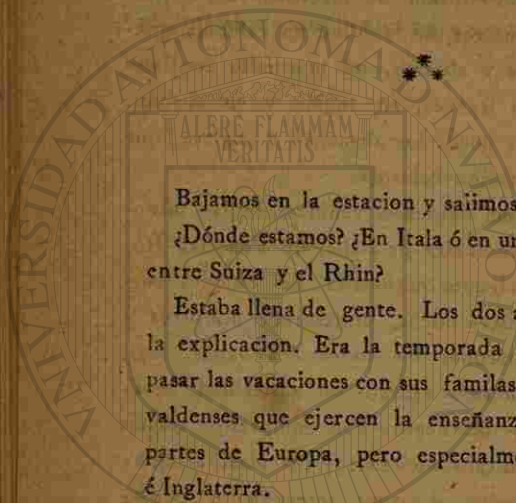 ***
Bajamos en la estacion y saiimos
¿Dónde estamos? ¿En Itala ó en un
entre Suiza y el Rhin?
Estaba llena de gente. Los dos a
la explicacion. Era la temporada
pasar las vacaciones con sus familas
valdenses que ejercen la enseñanz
partes de Europa, pero especialme
é Inglaterra.
ALERE FLAMMAM
VERITATIS